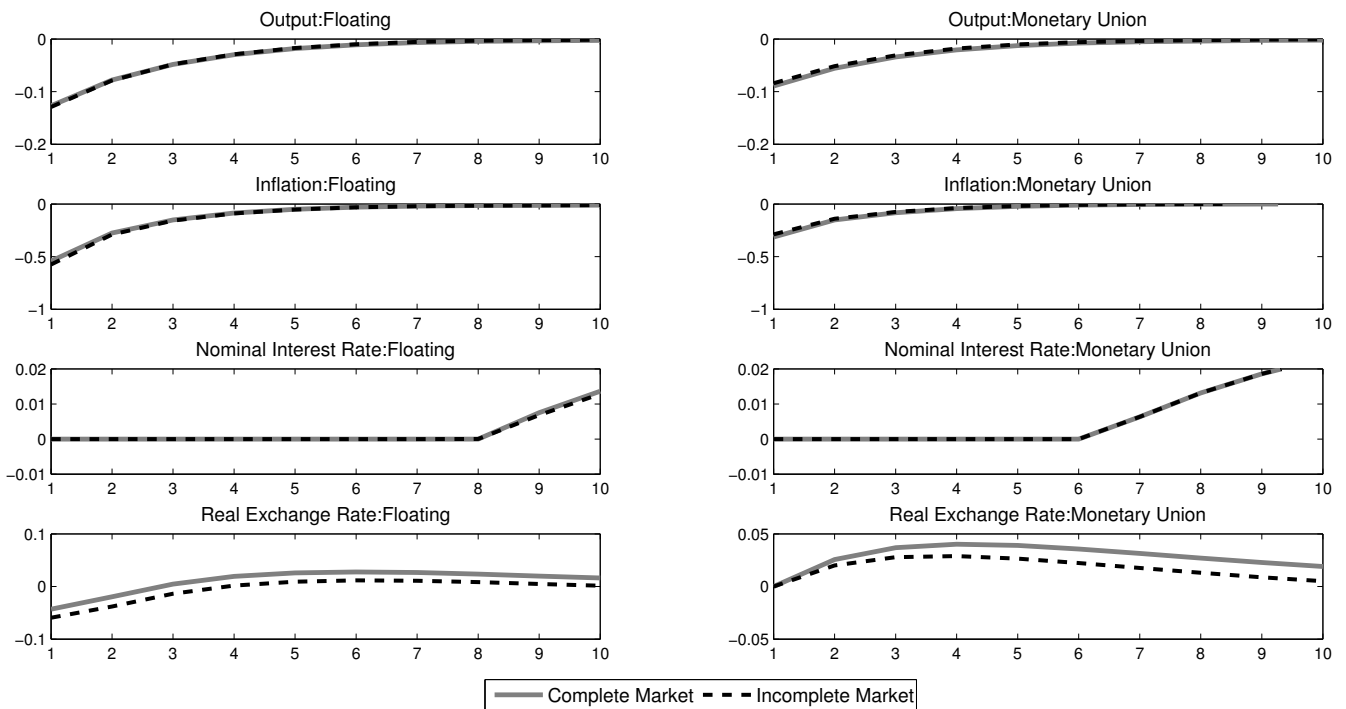 Output:Floating
0
−0.1
−0.2
1 2 3 4 5 6 7 8 9 10
Output:Monetary Union
0
−0.1
−0.2
1 2 3 4 5 6 7 8 9 10
Inflation:Floating
0
−0.5
−1
1 2 3 4 5 6 7 8 9 10
Inflation:Monetary Union
0
−0.5
−1
1 2 3 4 5 6 7 8 9 10
Nominal Interest Rate:Floating
0.02
0.01
0
−0.01
1 2 3 4 5 6 7 8 9 10
Nominal Interest Rate:Monetary Union
0.02
0.01
0
−0.01
1 2 3 4 5 6 7 8 9 10
Real Exchange Rate:Floating
0.1
0
−0.1
1 2 3 4 5 6 7 8 9 10
Real Exchange Rate:Monetary Union
0.05
0
−0.05
1 2 3 4 5 6 7 8 9 10
Complete Market Incomplete Market